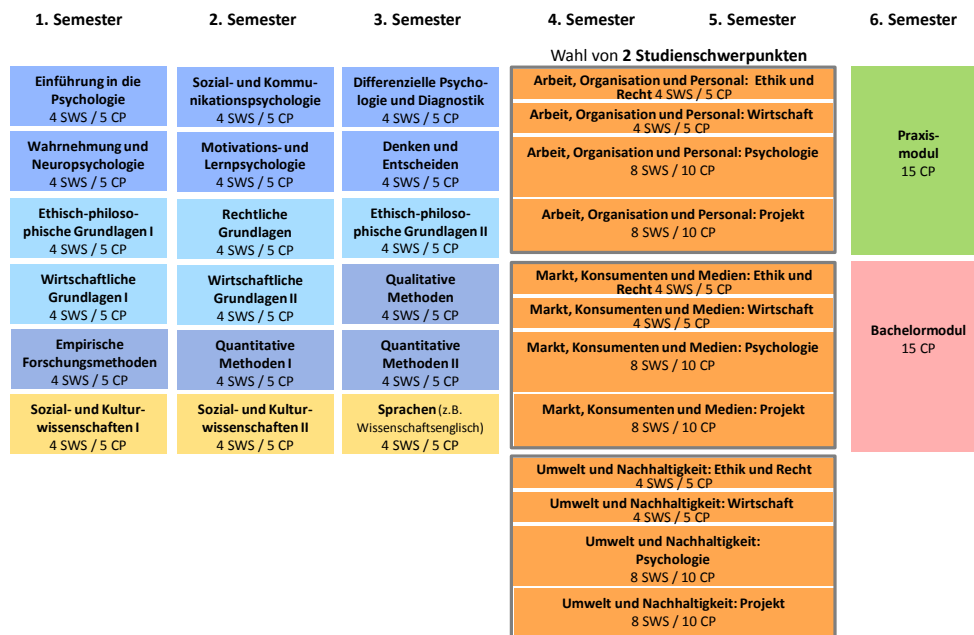 1. Semester
2. Semester
3. Semester
4. Semester
5. Semester
6. Semester
Wahl von 2 Studienschwerpunkten
Einführung in die
Psychologie
4 SWS / 5 CP
Wahrnehmung und
Neuropsychologie
4 SWS / 5 CP
Ethisch-philoso-
phische Grundlagen I
4 SWS / 5 CP
Wirtschaftliche
Grundlagen I
4 SWS / 5 CP
Empirische
Forschungsmethoden
4 SWS / 5 CP
Sozial- und Kultur-
wissenschaften I
4 SWS / 5 CP
Sozial- und Kommu-
nikationspsychologie
4 SWS / 5 CP
Motivations- und
Lernpsychologie
4 SWS / 5 CP
Rechtliche
Grundlagen
4 SWS / 5 CP
Wirtschaftliche
Grundlagen II
4 SWS / 5 CP
Quantitative
Methoden I
4 SWS / 5 CP
Sozial- und Kultur-
wissenschaften II
4 SWS / 5 CP
Differenzielle Psycho-
logie und Diagnostik
4 SWS / 5 CP
Denken und
Entscheiden
4 SWS / 5 CP
Ethisch-philoso-
phische Grundlagen II
4 SWS / 5 CP
Qualitative
Methoden
4 SWS / 5 CP
Quantitative
Methoden II
4 SWS / 5 CP
Sprachen (z.B.
Wissenschaftsenglisch)
4 SWS / 5 CP
Arbeit, Organisation und Personal: Ethik und
Recht 4 SWS / 5 CP
Arbeit, Organisation und Personal: Wirtschaft
4 SWS / 5 CP
Arbeit, Organisation und Personal: Psychologie
8 SWS / 10 CP
Arbeit, Organisation und Personal: Projekt
8 SWS / 10 CP
Markt, Konsumenten und Medien: Ethik und
Recht 4 SWS / 5 CP
Markt, Konsumenten und Medien: Wirtschaft
4 SWS / 5 CP
Markt, Konsumenten und Medien: Psychologie
8 SWS / 10 CP
Markt, Konsumenten und Medien: Projekt
8 SWS / 10 CP
Umwelt und Nachhaltigkeit: Ethik und Recht
4 SWS / 5 CP
Umwelt und Nachhaltigkeit: Wirtschaft
4 SWS / 5 CP
Umwelt und Nachhaltigkeit:
Psychologie
8 SWS / 10 CP
Umwelt und Nachhaltigkeit: Projekt
8 SWS / 10 CP
Praxis-
modul
15 CP
Bachelormodul
15 CP